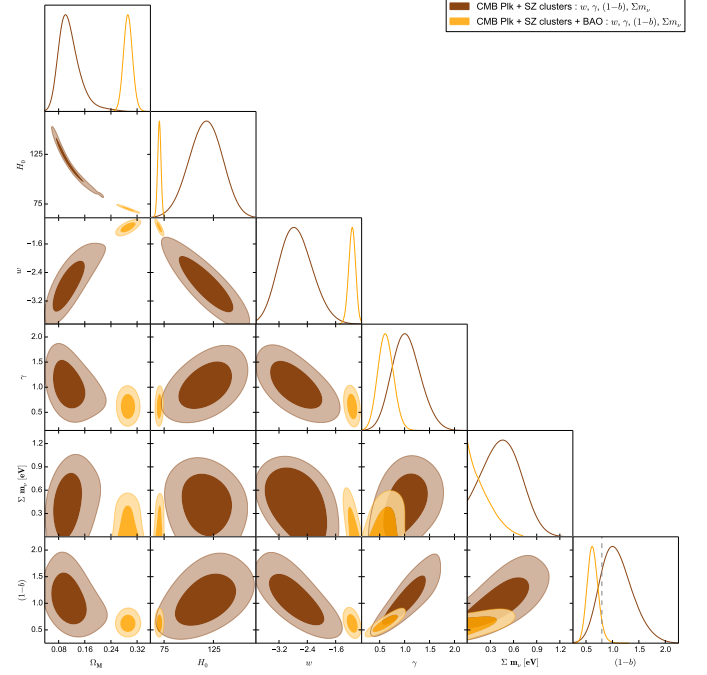 CMB Plk + SZ clusters : w, γ, (1−b), Σm_ν
CMB Plk + SZ clusters + BAO : w, γ, (1−b), Σm_ν
H_0
125
75
w
−1.6
−2.4
−3.2
γ
2.0
1.5
1.0
0.5
Σ m_ν [eV]
1.2
0.9
0.6
0.3
(1−b)
2.0
1.5
1.0
0.5
0.08 0.16 0.24 0.32 75 125 −3.2 −2.4 −1.6 0.5 1.0 1.5 2.0 0.3 0.6 0.9 1.2 0.5 1.0 1.5 2.0
Ω_M H_0 w γ Σ m_ν [eV] (1−b)